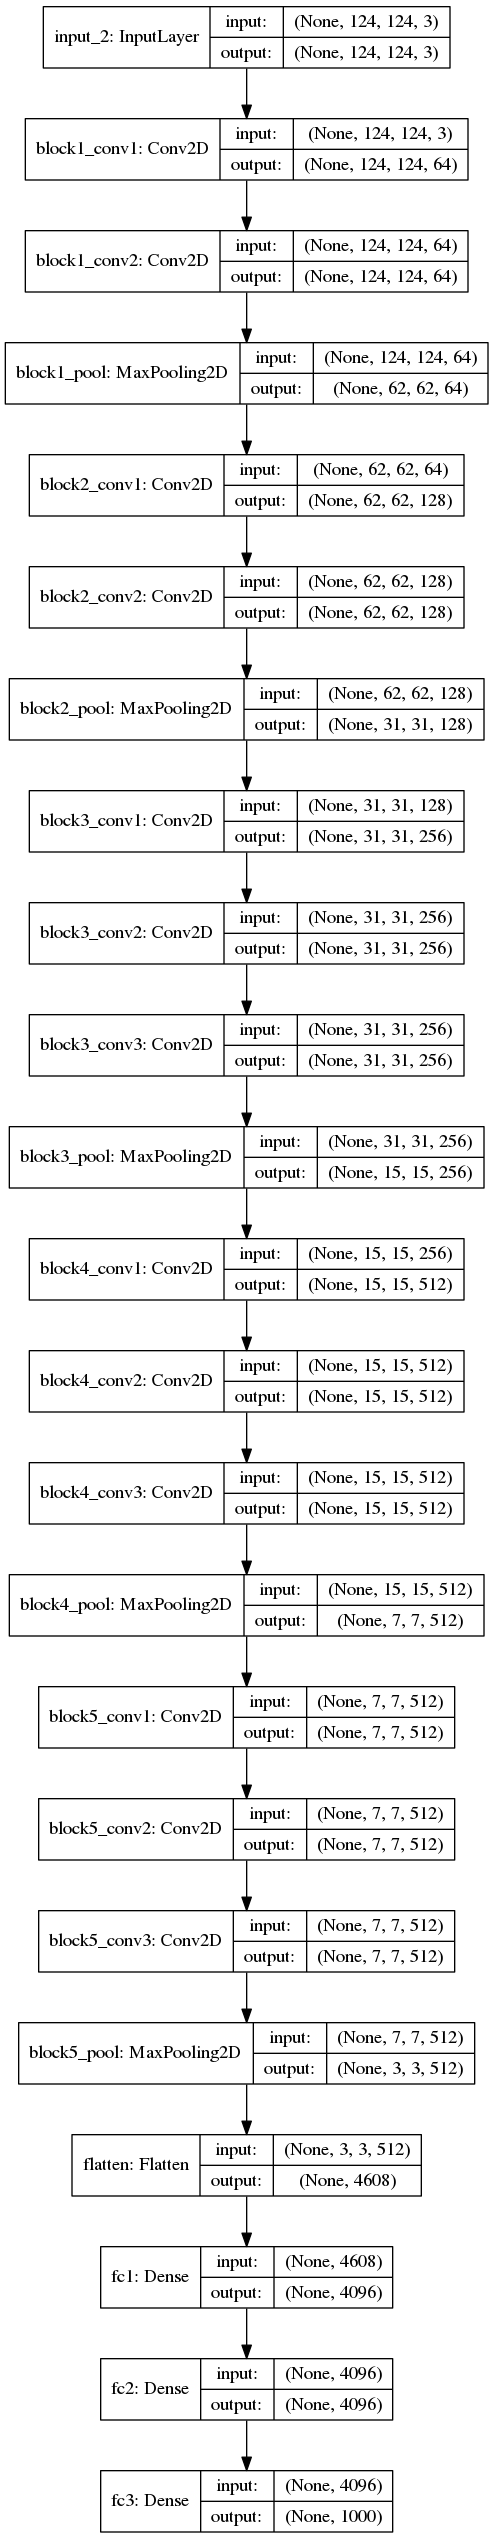 input_2: InputLayer
input: (None, 124, 124, 3)
output: (None, 124, 124, 3)
block1_conv1: Conv2D
input: (None, 124, 124, 3)
output: (None, 124, 124, 64)
block1_conv2: Conv2D
input: (None, 124, 124, 64)
output: (None, 124, 124, 64)
block1_pool: MaxPooling2D
input: (None, 124, 124, 64)
output: (None, 62, 62, 64)
block2_conv1: Conv2D
input: (None, 62, 62, 64)
output: (None, 62, 62, 128)
block2_conv2: Conv2D
input: (None, 62, 62, 128)
output: (None, 62, 62, 128)
block2_pool: MaxPooling2D
input: (None, 62, 62, 128)
output: (None, 31, 31, 128)
block3_conv1: Conv2D
input: (None, 31, 31, 128)
output: (None, 31, 31, 256)
block3_conv2: Conv2D
input: (None, 31, 31, 256)
output: (None, 31, 31, 256)
block3_conv3: Conv2D
input: (None, 31, 31, 256)
output: (None, 31, 31, 256)
block3_pool: MaxPooling2D
input: (None, 31, 31, 256)
output: (None, 15, 15, 256)
block4_conv1: Conv2D
input: (None, 15, 15, 256)
output: (None, 15, 15, 512)
block4_conv2: Conv2D
input: (None, 15, 15, 512)
output: (None, 15, 15, 512)
block4_conv3: Conv2D
input: (None, 15, 15, 512)
output: (None, 15, 15, 512)
block4_pool: MaxPooling2D
input: (None, 15, 15, 512)
output: (None, 7, 7, 512)
block5_conv1: Conv2D
input: (None, 7, 7, 512)
output: (None, 7, 7, 512)
block5_conv2: Conv2D
input: (None, 7, 7, 512)
output: (None, 7, 7, 512)
block5_conv3: Conv2D
input: (None, 7, 7, 512)
output: (None, 7, 7, 512)
block5_pool: MaxPooling2D
input: (None, 7, 7, 512)
output: (None, 3, 3, 512)
flatten: Flatten
input: (None, 3, 3, 512)
output: (None, 4608)
fc1: Dense
input: (None, 4608)
output: (None, 4096)
fc2: Dense
input: (None, 4096)
output: (None, 4096)
fc3: Dense
input: (None, 4096)
output: (None, 1000)